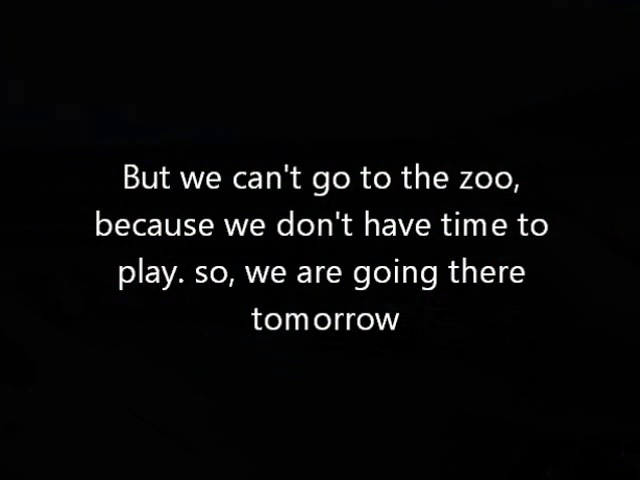 But we can't go to the zoo,
because we don't have time to
play. so, we are going there
tomorrow